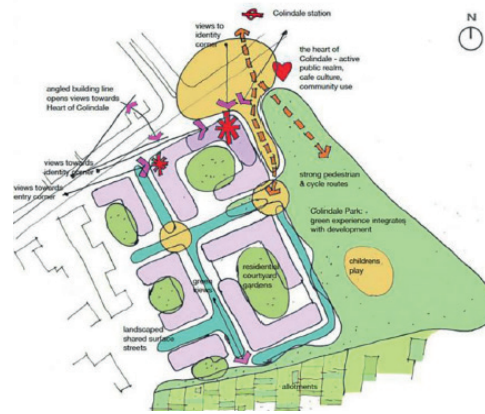 Colindale station
N
views to
identity
corner
the heart of
Colindale - active
public realm,
cafe culture,
community use
angled building line
opens views towards
Heart of Colindale
views towards
identity corner
views towards
entry corner
strong pedestrian
& cycle routes
Colindale Park:
green experience integrates
with development
childrens
play
residential
courtyard
gardens
green
views
landscaped
shared surface
streets
allotments